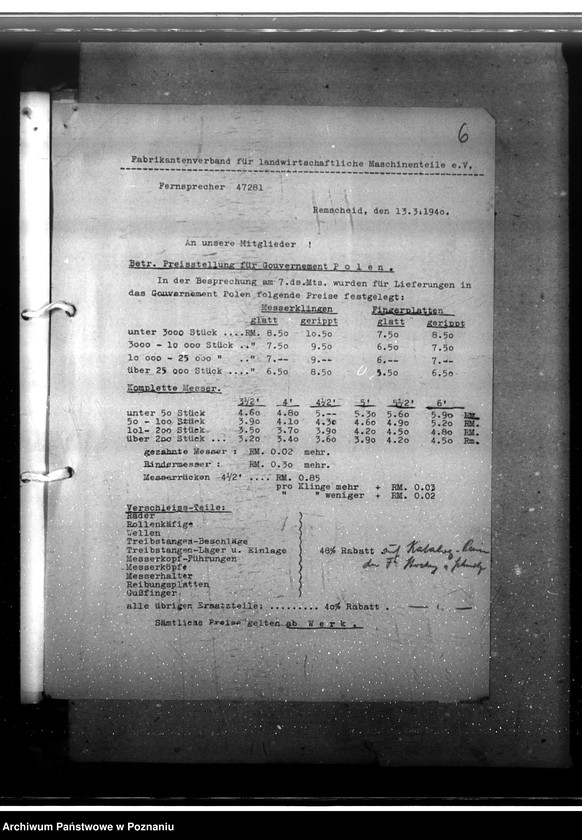 6
Fabrikantenverband für landwirtschaftliche Maschinenteile e.V.
Fernsprecher 47281
Remscheid, den 13.3.1940.
An unsere Mitglieder !
Betr. Preisstellung für Gouvernement P o l e n .
In der Besprechung am 7.ds.Mts. wurden für Lieferungen in
das Gouvernement Polen folgende Preise festgelegt:
Messerklingen Fingerplatten
glatt gerippt glatt gerippt
unter 3000 Stück ....RM. 8.50 10.50 7.50 8.50
3000 - 10 000 Stück .." 7.50 9.50 6.50 7.50
10 000 - 25 000 " .." 7.-- 9.-- 6.-- 7.--
über 25 000 Stück ...." 6.50 8.50 5.50 6.50
Komplette Messer.
3½' 4' 4½' 5' 5½' 6'
unter 50 Stück 4.60 4.80 5.-- 5.30 5.60 5.90 RM.
50 - 100 Stück 3.90 4.10 4.30 4.60 4.90 5.20 RM.
101- 200 Stück 3.50 3.70 3.90 4.20 4.50 4.80 RM.
über 200 Stück ... 3.20 3.40 3.60 3.90 4.20 4.50 Rm.
gezahnte Messer : RM. 0.02 mehr.
Bindermesser : RM. 0.30 mehr.
Messerrücken 4½' .... RM. 0.85
pro Klinge mehr + RM. 0.03
" " weniger + RM. 0.02
Verschleiss-Teile:
Räder
Rollenkäfige
Wellen
Treibstangen-Beschläge
Treibstangen-Lager u. Einlage 48% Rabatt auf Katalog-
Messerkopf-Führungen der Fa.
Messerköpfe
Messerhalter
Reibungsplatten
Gußfinger
alle übrigen Ersatzteile: ......... 40% Rabatt . — " —
Sämtliche Preise gelten ab W e r k .
Archiwum Państwowe w Poznaniu